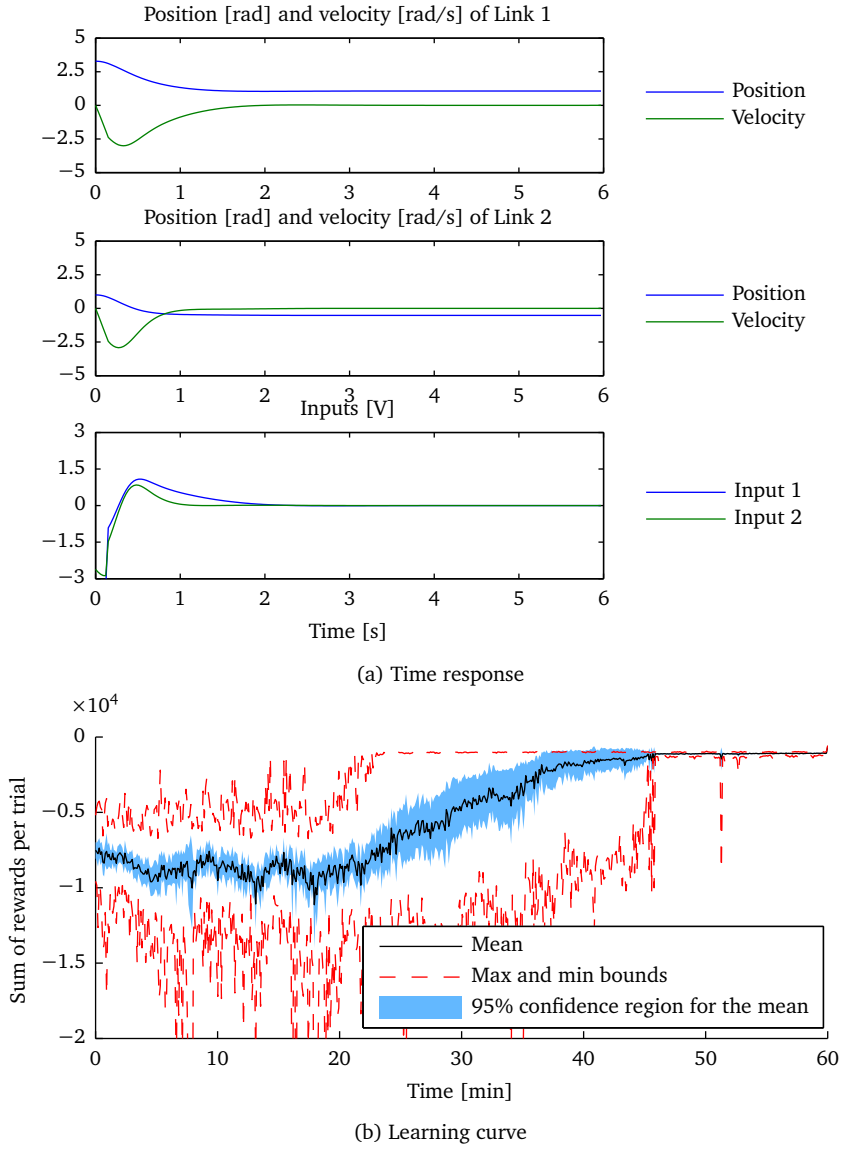 Position [rad] and velocity [rad/s] of Link 1
5
2.5
0
−2.5
−5
0 1 2 3 4 5 6
Position
Velocity
Position [rad] and velocity [rad/s] of Link 2
5
2.5
0
−2.5
−5
0 1 2 3 4 5 6
Position
Velocity
Inputs [V]
3
1.5
0
−1.5
−3
0 1 2 3 4 5 6
Input 1
Input 2
Time [s]
(a) Time response
×10⁴
0
−0.5
−1
−1.5
−2
Sum of rewards per trial
0 10 20 30 40 50 60
Mean
Max and min bounds
95% confidence region for the mean
Time [min]
(b) Learning curve